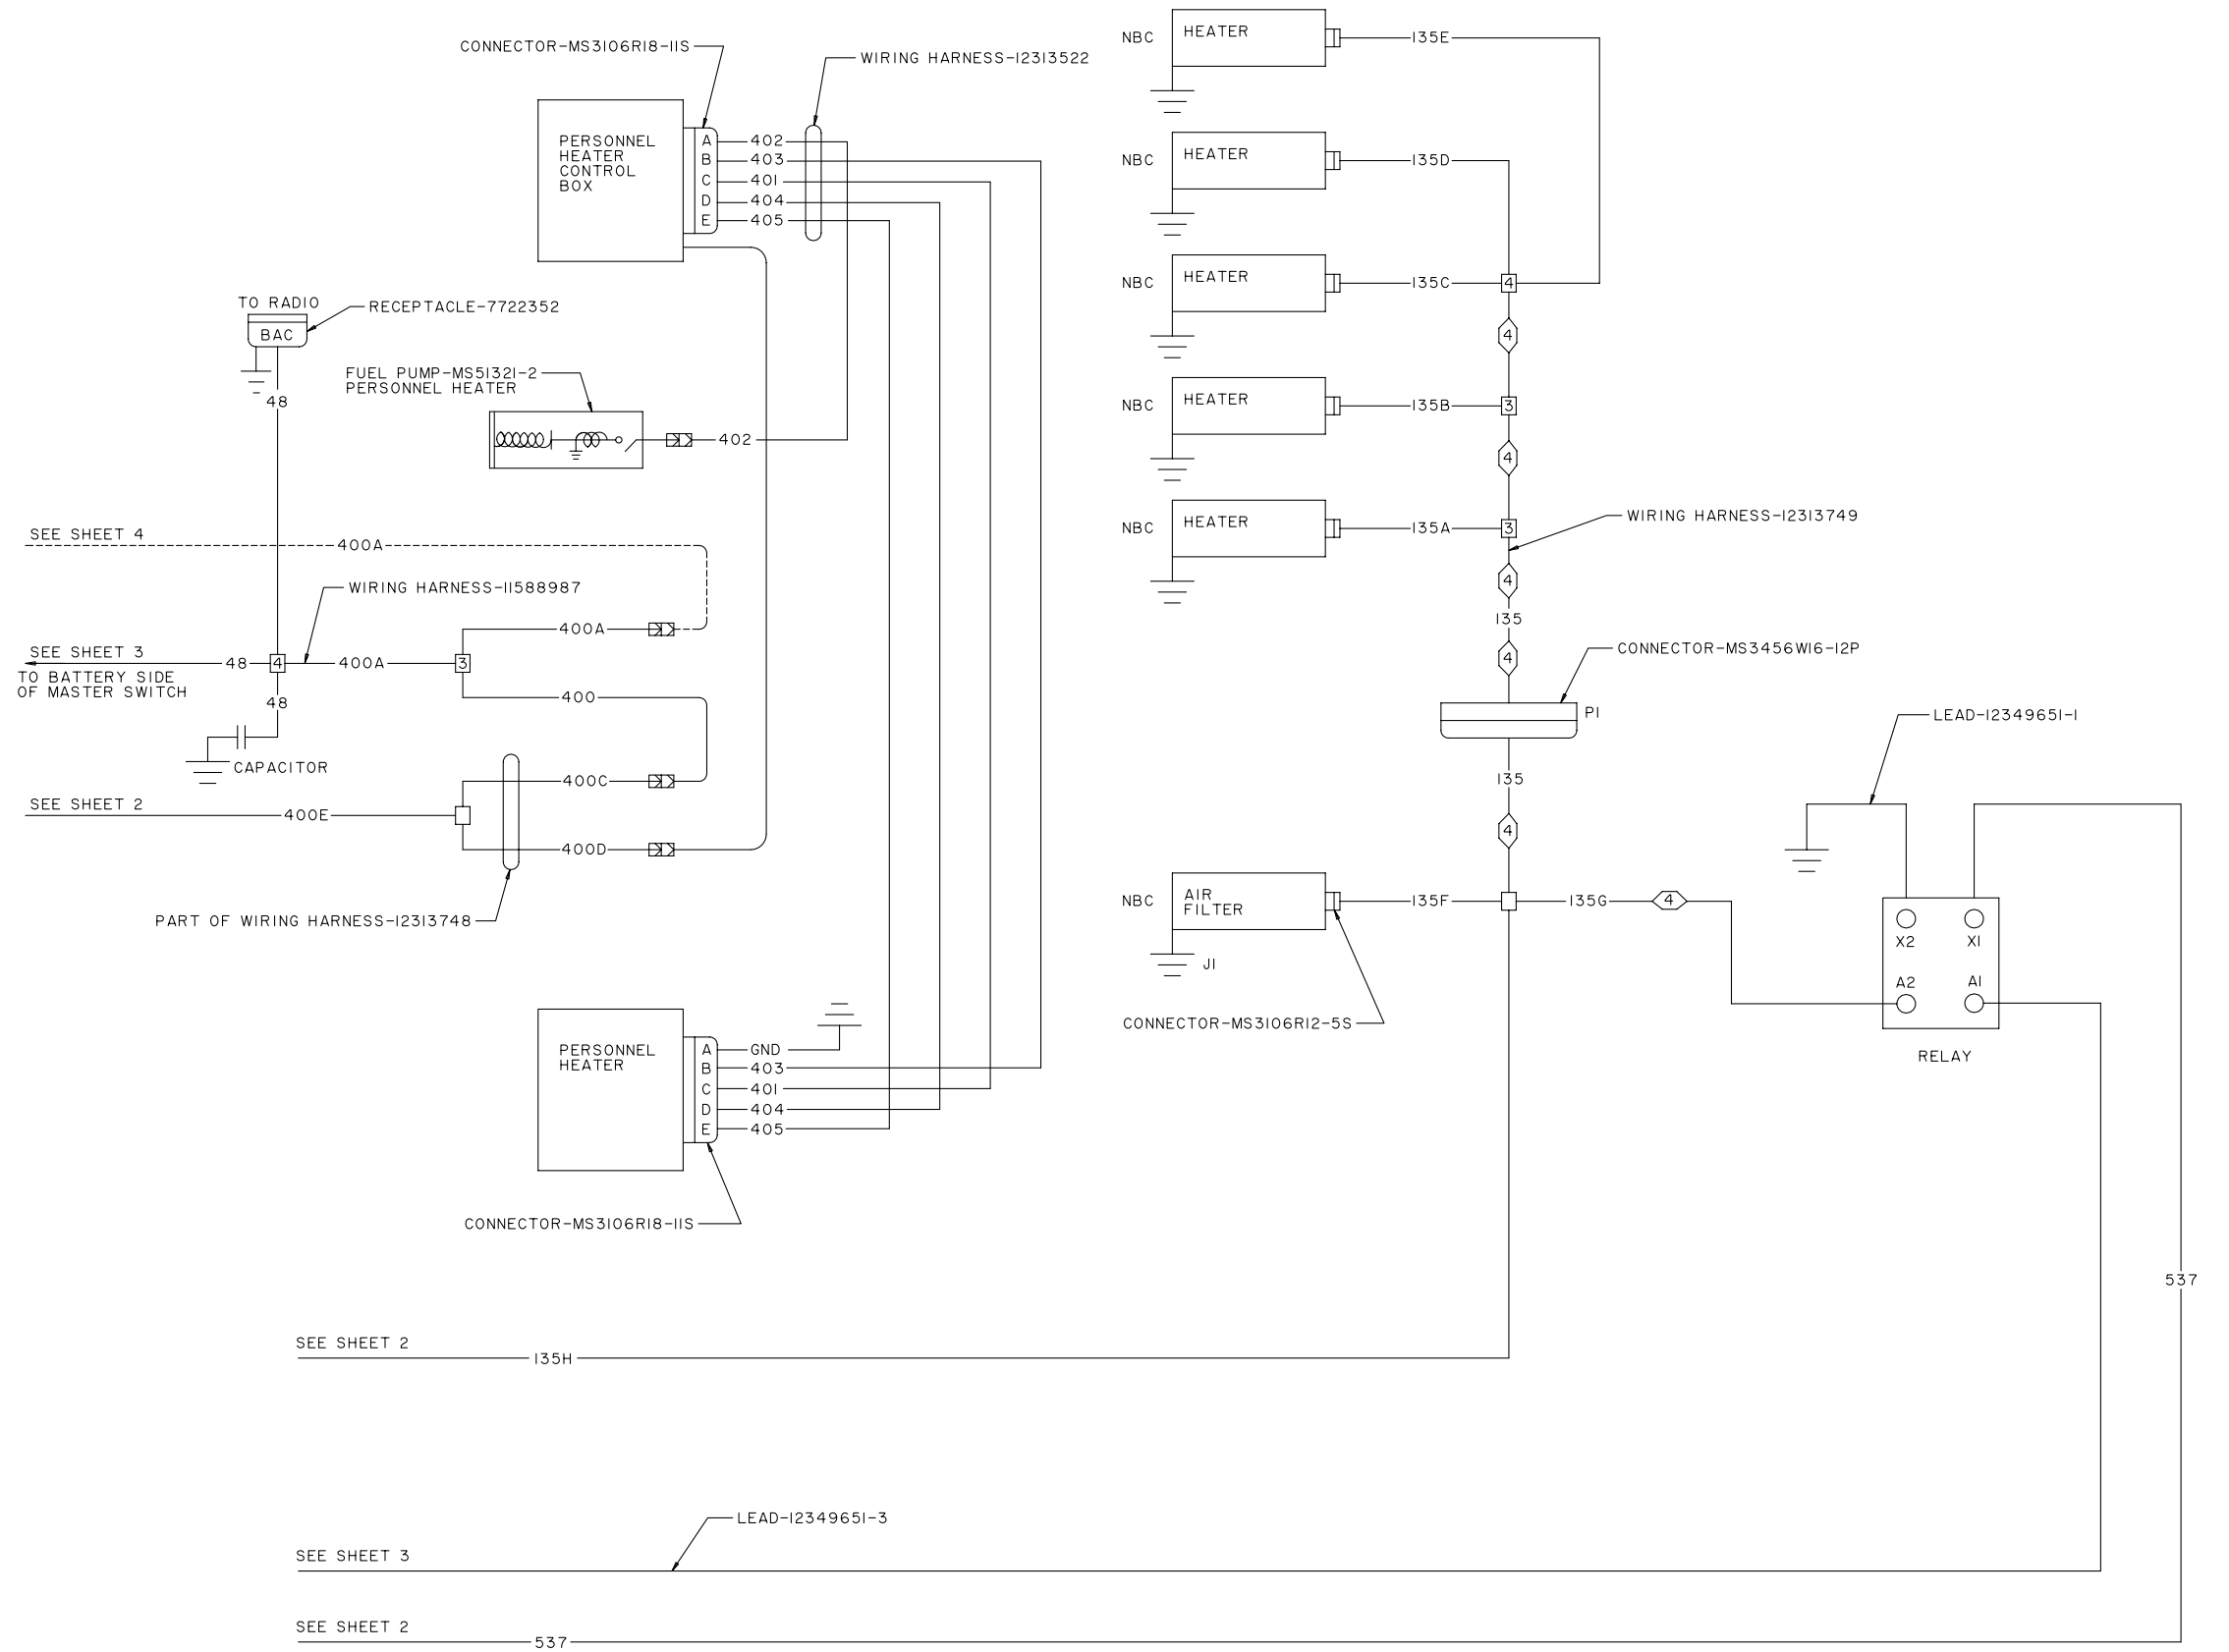 CONNECTOR-MS3106R18-11S
WIRING HARNESS-12313522
PERSONNEL
HEATER
CONTROL
BOX
A
B
C
D
E
402
403
401
404
405
TO RADIO
BAC
RECEPTACLE-7722352
48
FUEL PUMP-MS51321-2
PERSONNEL HEATER
402
SEE SHEET 4
400A
WIRING HARNESS-11588987
400A
SEE SHEET 3
48
4
400A
3
TO BATTERY SIDE
OF MASTER SWITCH
48
400
CAPACITOR
400C
SEE SHEET 2
400E
400D
PART OF WIRING HARNESS-12313748
PERSONNEL
HEATER
A
B
C
D
E
GND
403
401
404
405
CONNECTOR-MS3106R18-11S
NBC
HEATER
135E
NBC
HEATER
135D
NBC
HEATER
135C
4
4
NBC
HEATER
135B
3
4
NBC
HEATER
135A
3
WIRING HARNESS-12313749
4
135
4
CONNECTOR-MS3456W16-12P
P1
135
LEAD-12349651-1
4
NBC
AIR
FILTER
135F
135G
4
J1
CONNECTOR-MS3106R12-5S
X2
X1
A2
A1
RELAY
537
SEE SHEET 2
135H
LEAD-12349651-3
SEE SHEET 3
SEE SHEET 2
537